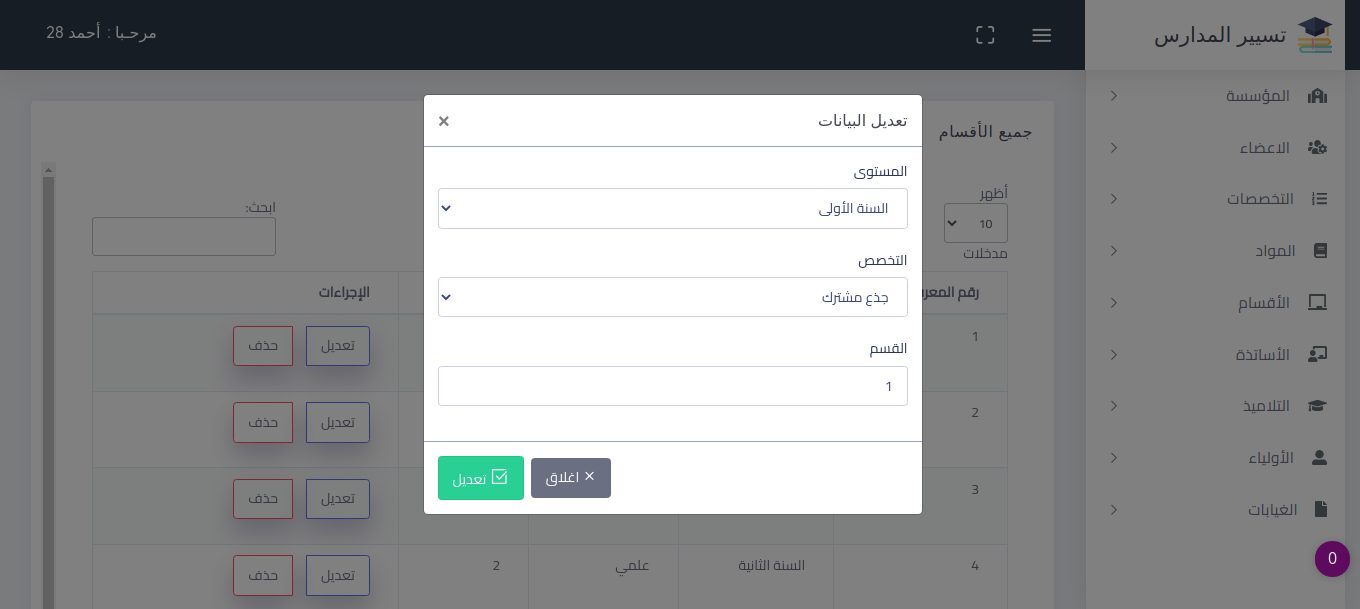 تسيير المدارس
مرحـبا : أحمد 28
المؤسسة
الاعضاء
التخصصات
المواد
الأقسام
الأساتذة
التلاميذ
الأولياء
الغيابات
0
جميع الأقسام
أظهر
10
مدخلات
ابحث:
رقم المعر
الإجراءات
1
تعديل
حذف
2
تعديل
حذف
3
تعديل
حذف
4
السنة الثانية
علمي
2
تعديل
حذف
تعديل البيانات
×
المستوى
السنة الأولى
التخصص
جذع مشترك
القسم
1
× اغلاق
تعديل